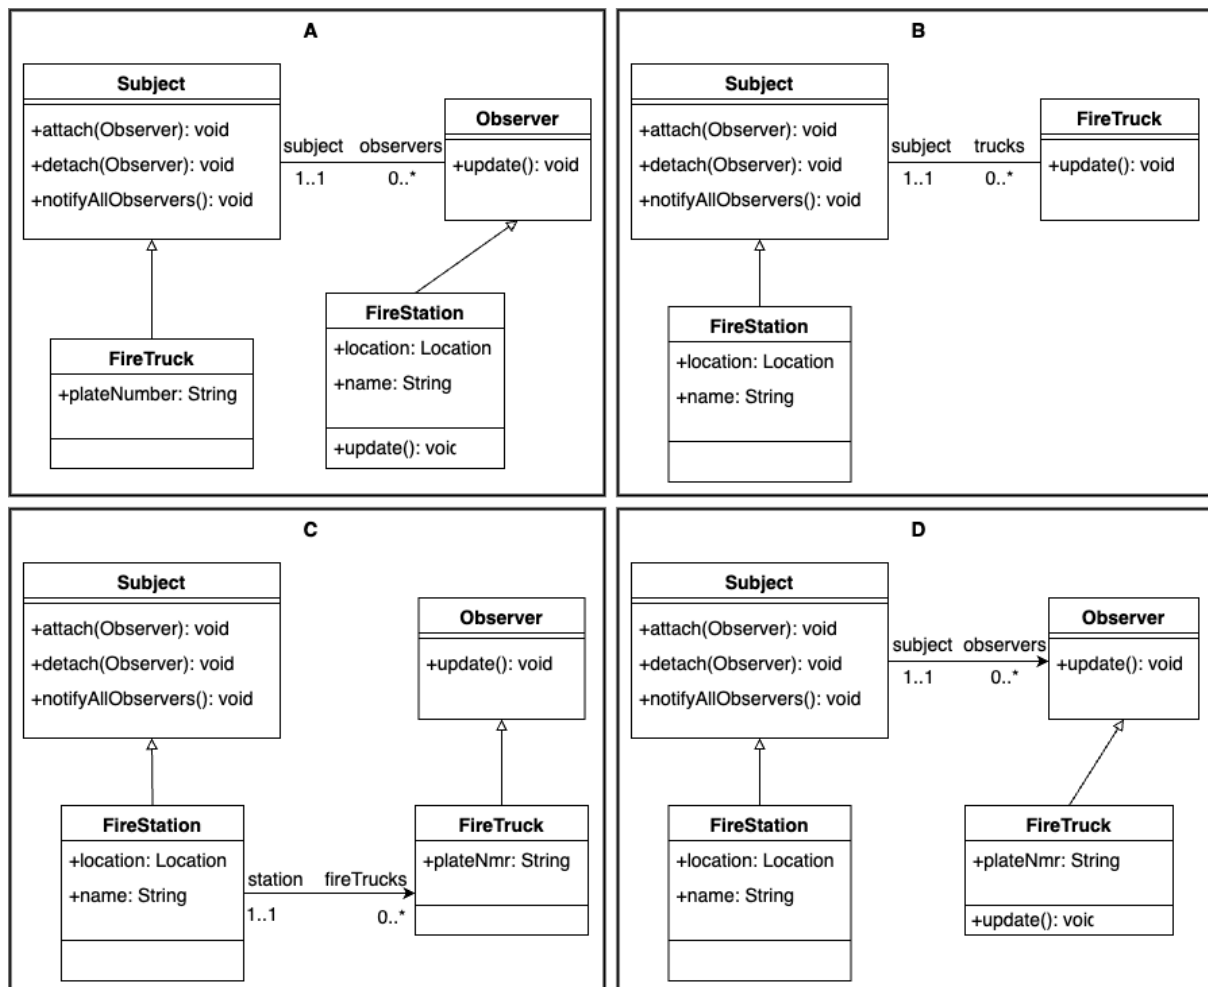 A
Subject
+attach(Observer): void
+detach(Observer): void
+notifyAllObservers(): void
subject observers
1..1 0..*
Observer
+update(): void
FireTruck
+plateNumber: String
FireStation
+location: Location
+name: String
+update(): voic
B
Subject
+attach(Observer): void
+detach(Observer): void
+notifyAllObservers(): void
subject trucks
1..1 0..*
FireTruck
+update(): void
FireStation
+location: Location
+name: String
C
Subject
+attach(Observer): void
+detach(Observer): void
+notifyAllObservers(): void
Observer
+update(): void
FireStation
+location: Location
+name: String
station fireTrucks
1..1 0..*
FireTruck
+plateNmr: String
D
Subject
+attach(Observer): void
+detach(Observer): void
+notifyAllObservers(): void
subject observers
1..1 0..*
Observer
+update(): void
FireStation
+location: Location
+name: String
FireTruck
+plateNmr: String
+update(): voic